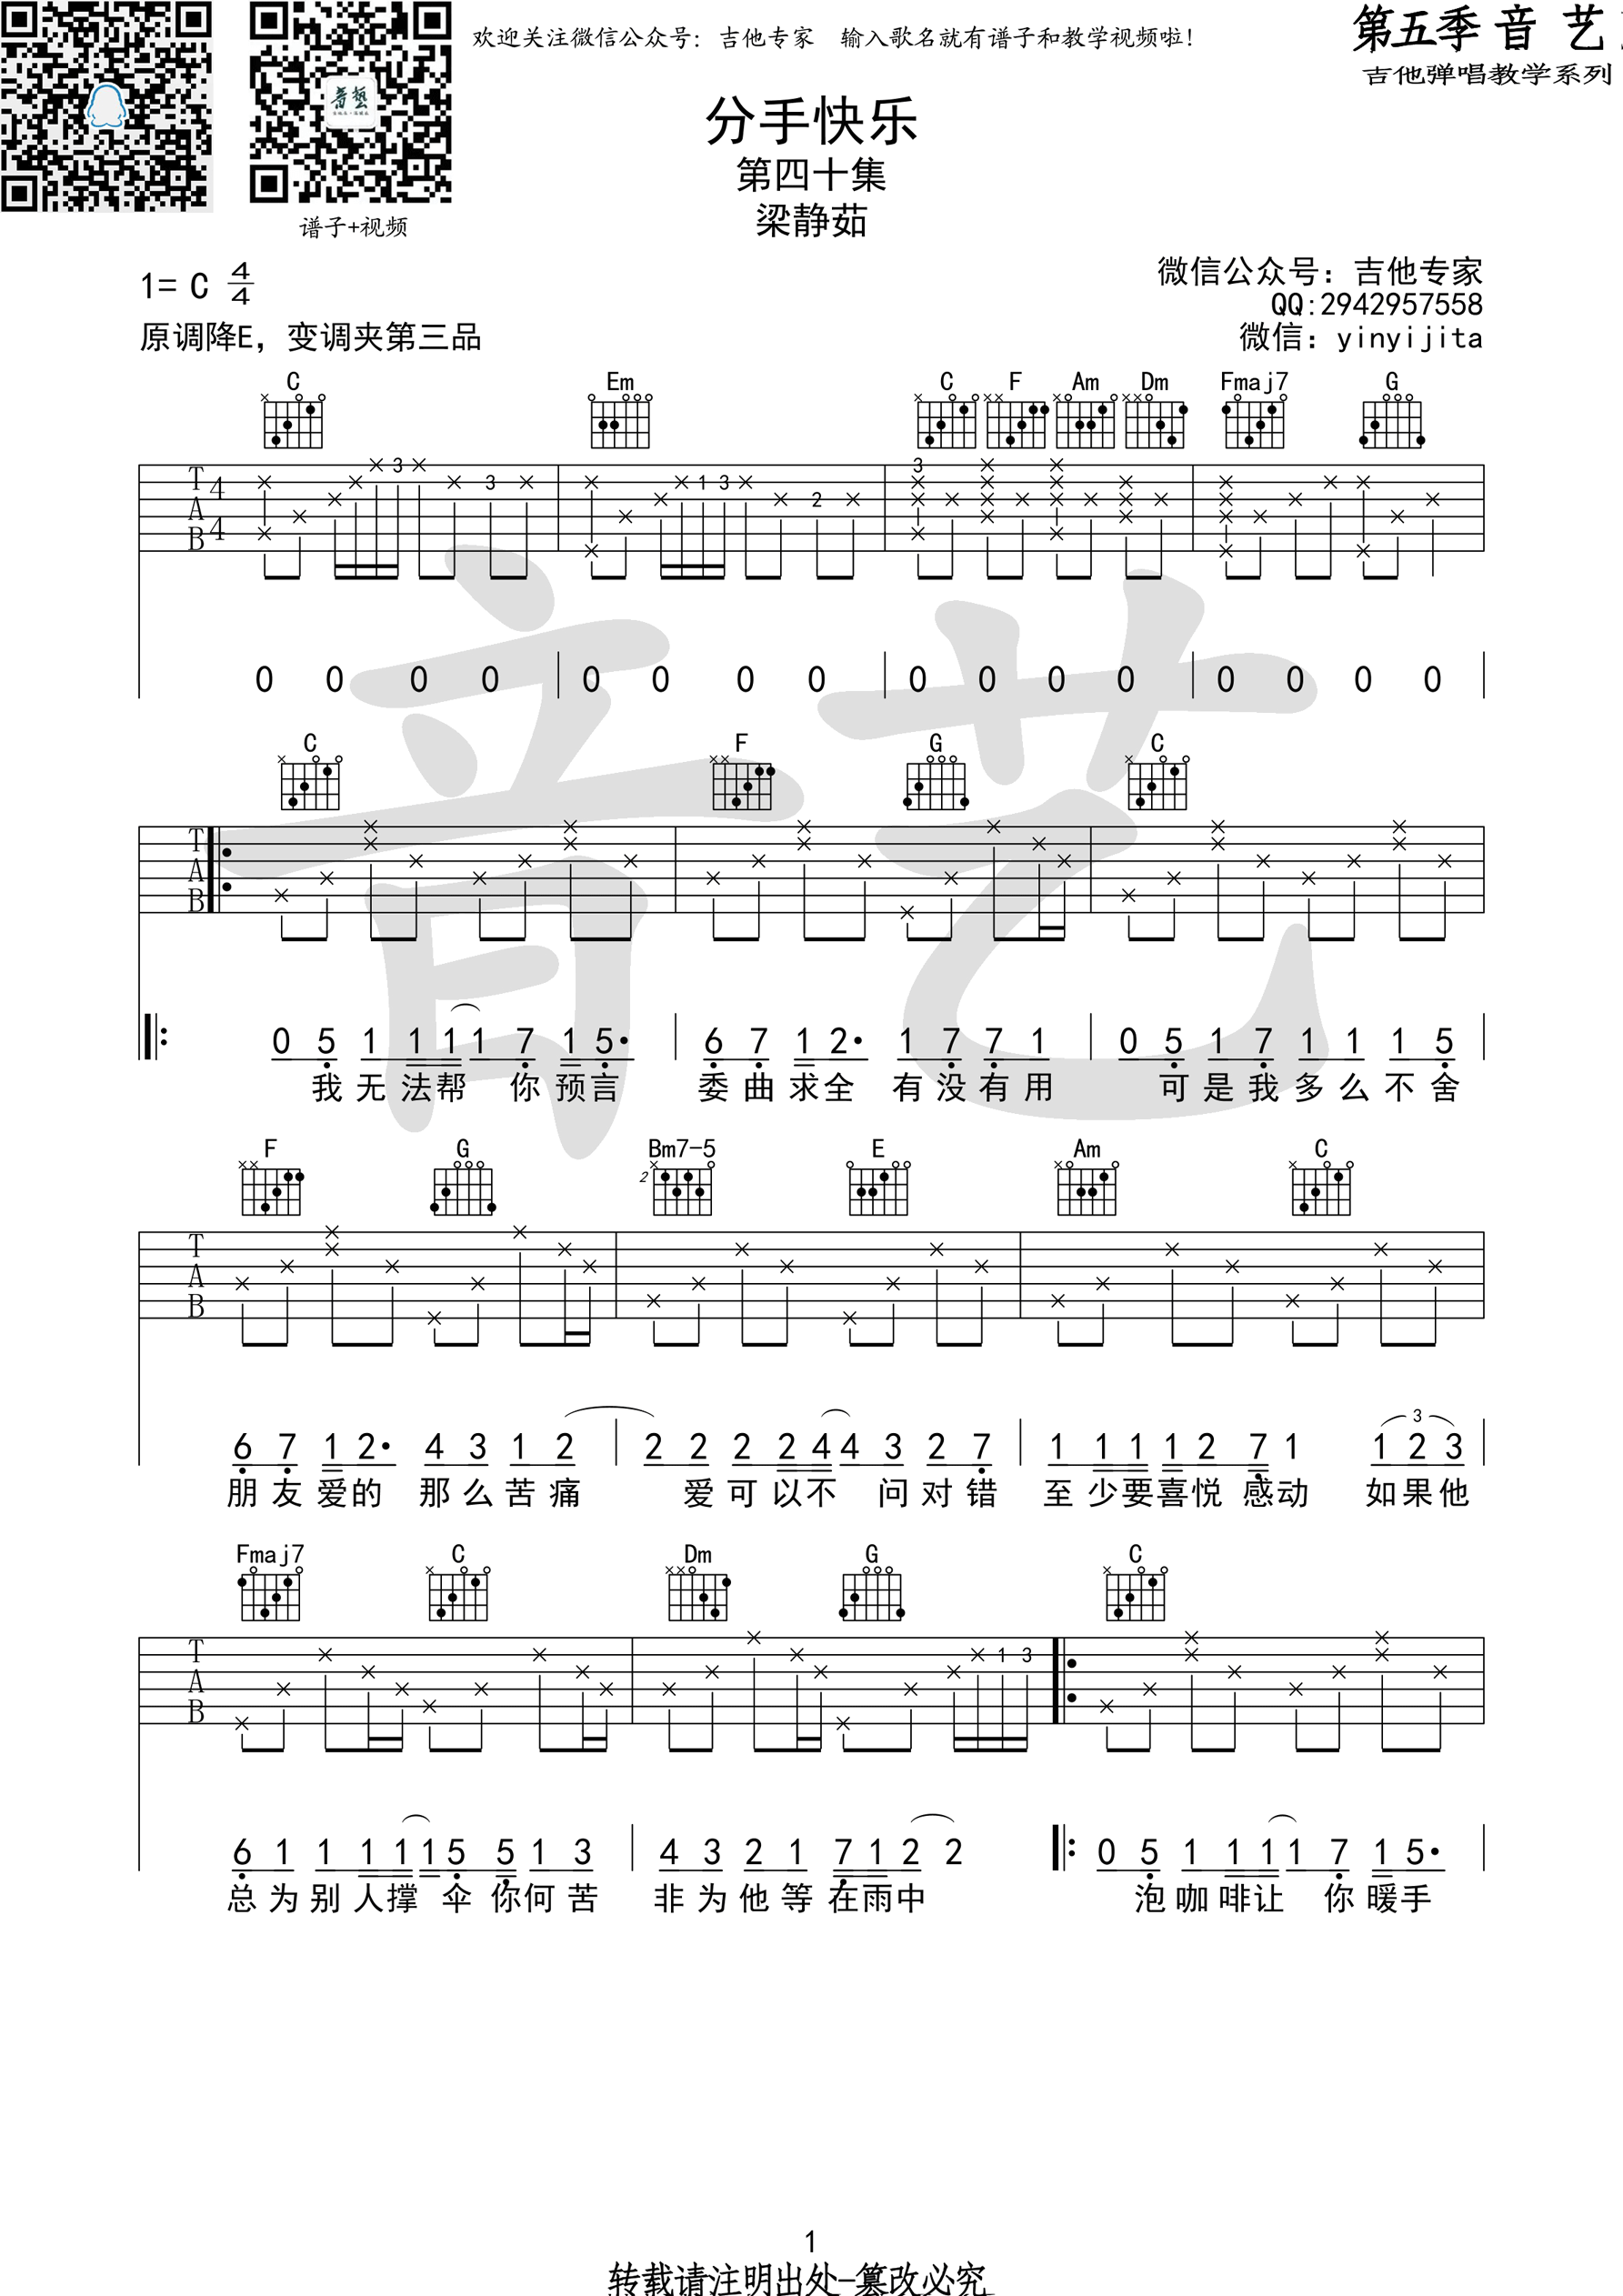 欢迎关注微信公众号：吉他专家　输入歌名就有谱子和教学视频啦！
第五季音 艺
吉他弹唱教学系列
音艺
谱子+视频
分手快乐
第四十集
梁静茹
1= C 4/4
原调降E，变调夹第三品
微信公众号：吉他专家
QQ:2942957558
微信：yinyijita
C Em C F Am Dm Fmaj7 G
T A B 4 4 3 3 1 3 2 3
0 0 0 0 0 0 0 0 0 0 0 0 0 0 0 0
C F G C
T A B
0 5 1 1 1 1 7 1 5· 6 7 1 2· 1 7 7 1 0 5 1 7 1 1 1 5
我无法帮 你预言 委曲求全 有没有用 可是我多么不舍
F G Bm7-5 E Am C
2
T A B
3
6 7 1 2· 4 3 1 2 2 2 2 2 4 4 3 2 7 1 1 1 1 2 7 1 1 2 3
朋友爱的 那么苦痛 爱可以不 问对错 至少要喜悦 感动 如果他
Fmaj7 C Dm G C
T A B 1 3
6 1 1 1 1 1 5 5 1 3 4 3 2 1 7 1 2 2 0 5 1 1 1 1 7 1 5·
总为别人撑 伞 你何苦 非为他等在雨中 泡咖啡让 你暖手
音艺
1
转载请注明出处-篡改必究